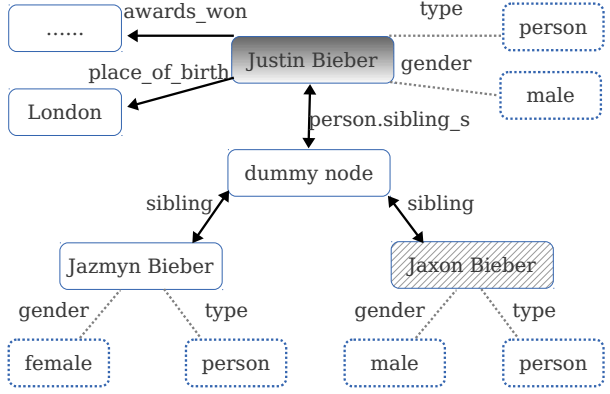 awards_won
type
......
Justin Bieber
person
place_of_birth
gender
London
male
person.sibling_s
dummy node
sibling
sibling
Jazmyn Bieber
Jaxon Bieber
gender
type
gender
type
female
person
male
person